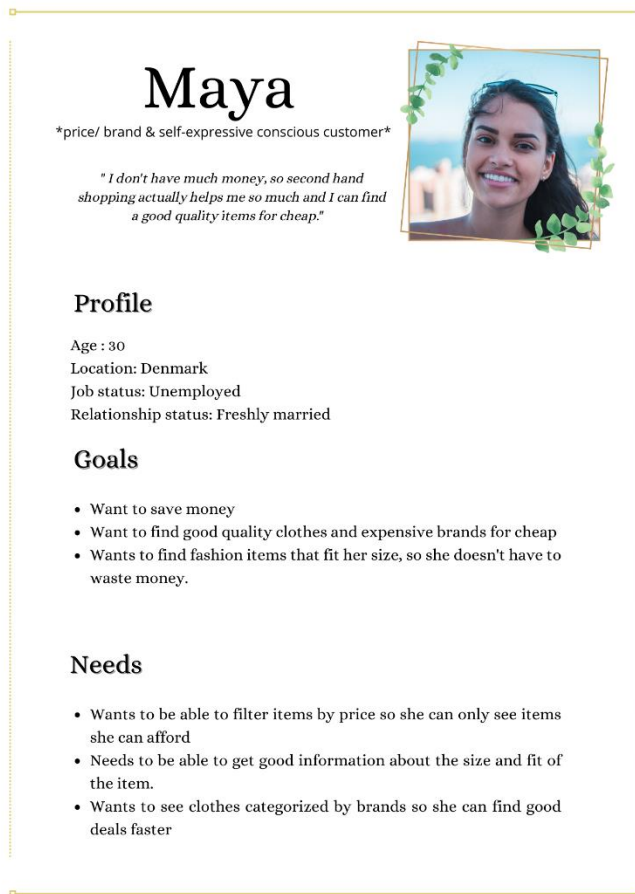 Maya
*price/ brand & self-expressive conscious customer*
" I don't have much money, so second hand
shopping actually helps me so much and I can find
a good quality items for cheap."
Profile
Age : 30
Location: Denmark
Job status: Unemployed
Relationship status: Freshly married
Goals
• Want to save money
• Want to find good quality clothes and expensive brands for cheap
• Wants to find fashion items that fit her size, so she doesn't have to
waste money.
Needs
• Wants to be able to filter items by price so she can only see items
she can afford
• Needs to be able to get good information about the size and fit of
the item.
• Wants to see clothes categorized by brands so she can find good
deals faster